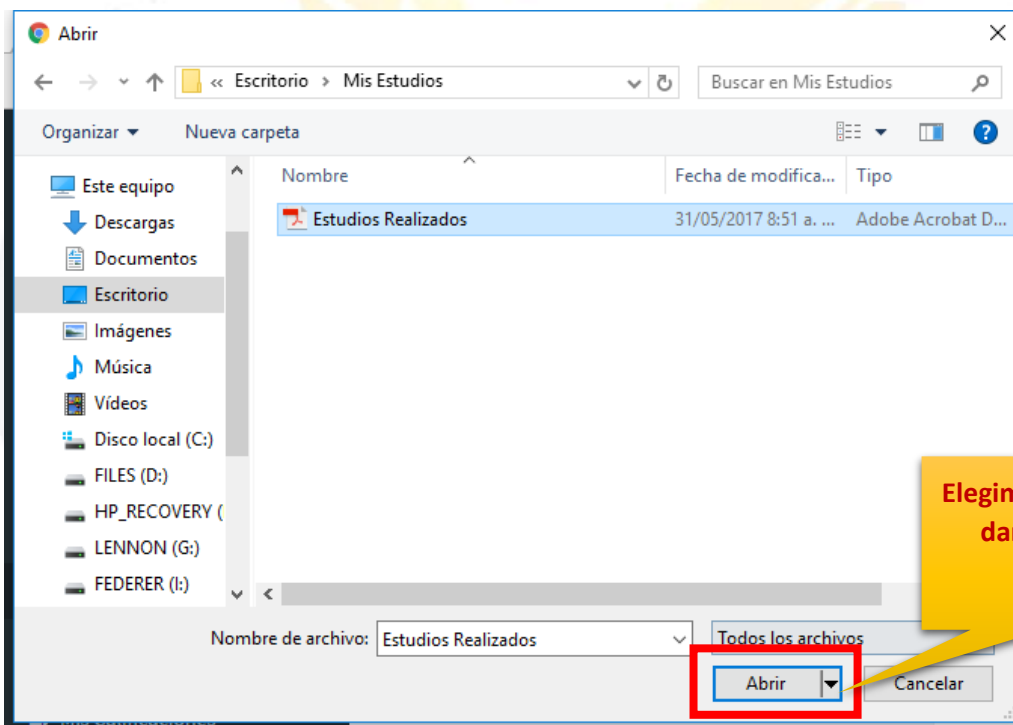 Abrir
« Escritorio > Mis Estudios
Buscar en Mis Estudios
Organizar
Nueva carpeta
Nombre
Fecha de modifica...
Tipo
Este equipo
Descargas
Documentos
Escritorio
Imágenes
Música
Vídeos
Disco local (C:)
FILES (D:)
HP_RECOVERY (
LENNON (G:)
FEDERER (I:)
Estudios Realizados
31/05/2017 8:51 a. ...
Adobe Acrobat D...
Nombre de archivo:
Estudios Realizados
Todos los archivos
Abrir
Cancelar